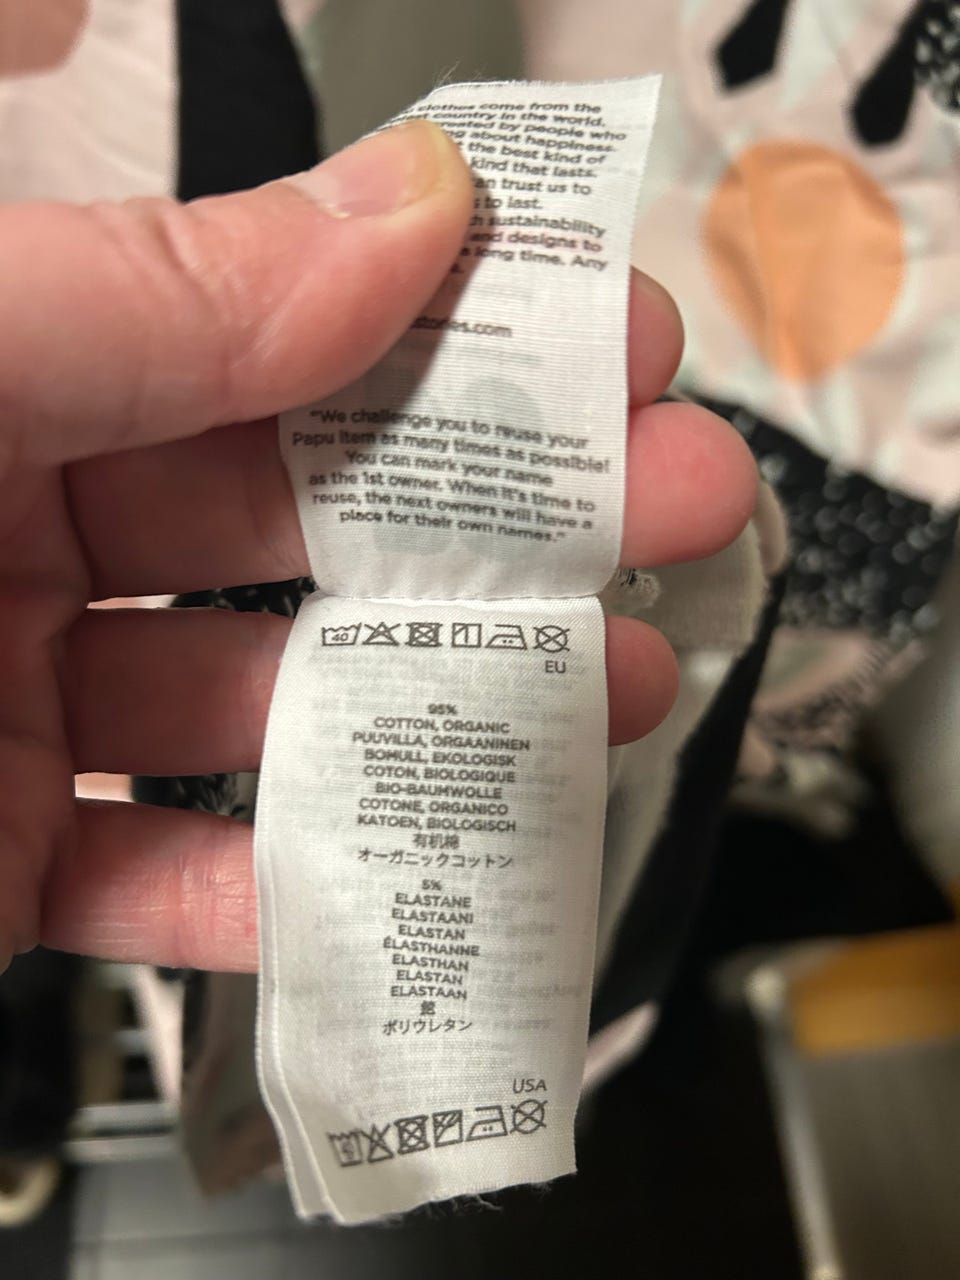 clothes come from the
country in the world,
created by people who
about happiness.
the best kind of
kind that lasts.
trust us to
to last.
sustainability
and designs to
a long time. Any
stories.com
"We challenge you to reuse your
Papu item as many times as possible!
You can mark your name
as the 1st owner. When it's time to
reuse, the next owners will have a
place for their own names."
40
EU
95%
COTTON, ORGANIC
PUUVILLA, ORGAANINEN
BOMULL, EKOLOGISK
COTON, BIOLOGIQUE
BIO-BAUMWOLLE
COTONE, ORGANICO
KATOEN, BIOLOGISCH
有机棉
オーガニックコットン
5%
ELASTANE
ELASTAANI
ELASTAN
ÉLASTHANNE
ELASTHAN
ELASTAN
ELASTAAN
ポリウレタン
USA